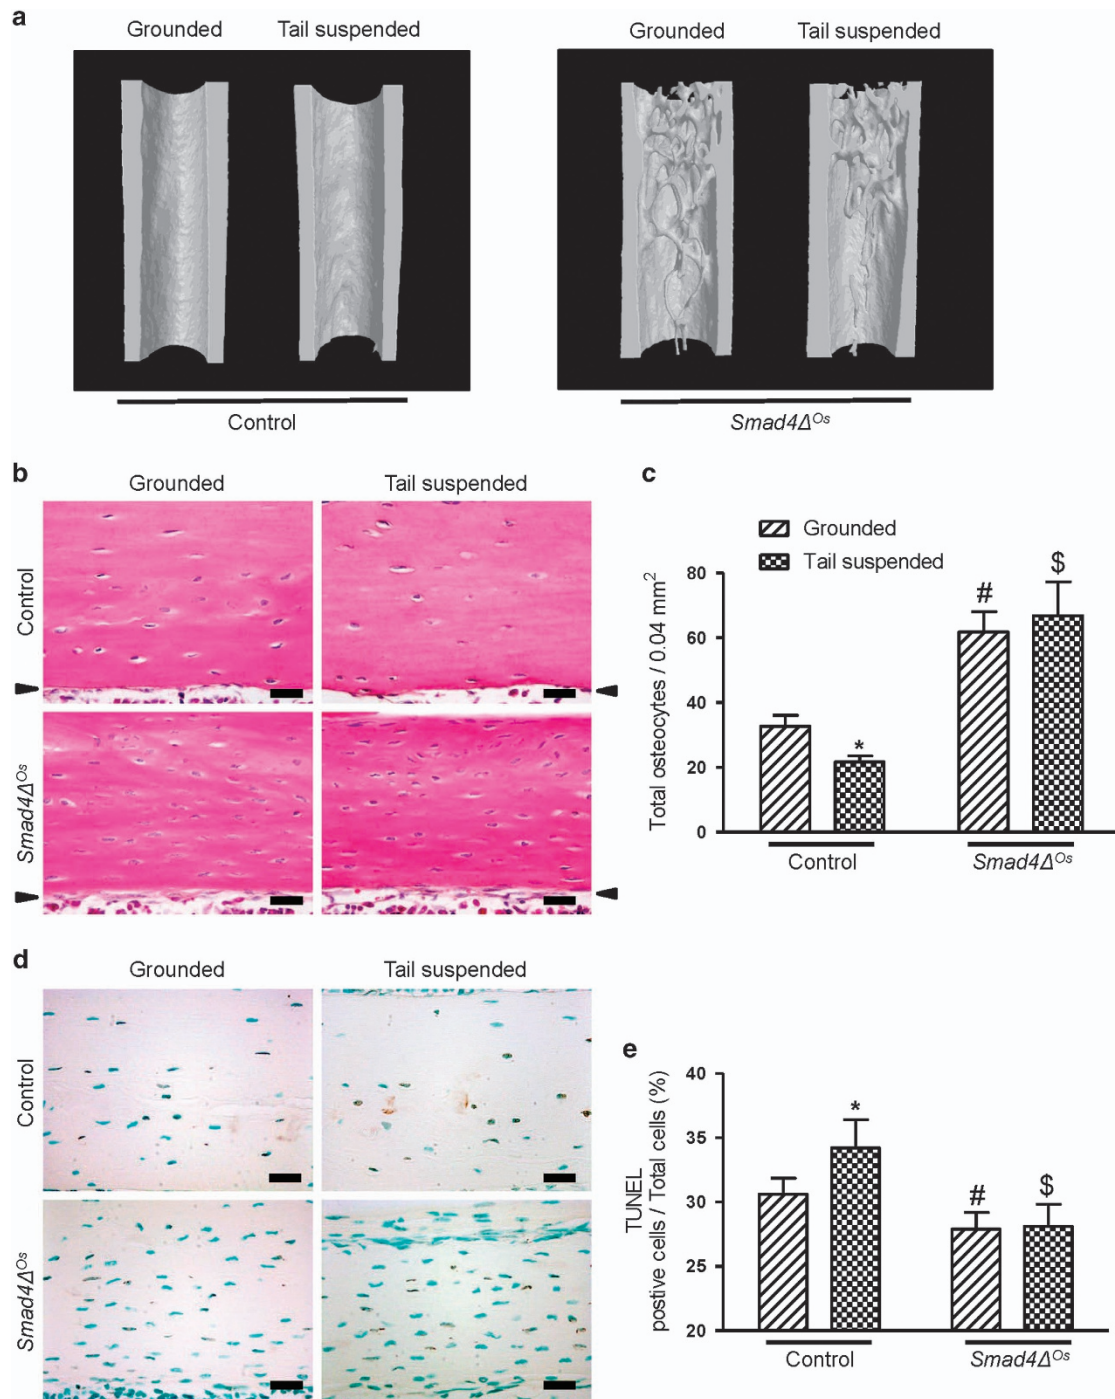 a
Grounded Tail suspended
Grounded Tail suspended
Control
Smad4Δ^Os
b
Grounded Tail suspended
Control
Smad4Δ^Os
c
Grounded
Tail suspended
Total osteocytes / 0.04 mm²
80
60
40
20
0
*
#
$
Control
Smad4Δ^Os
d
Grounded Tail suspended
Control
Smad4Δ^Os
e
TUNEL
postive cells / Total cells (%)
40
35
30
25
20
*
#
$
Control
Smad4Δ^Os